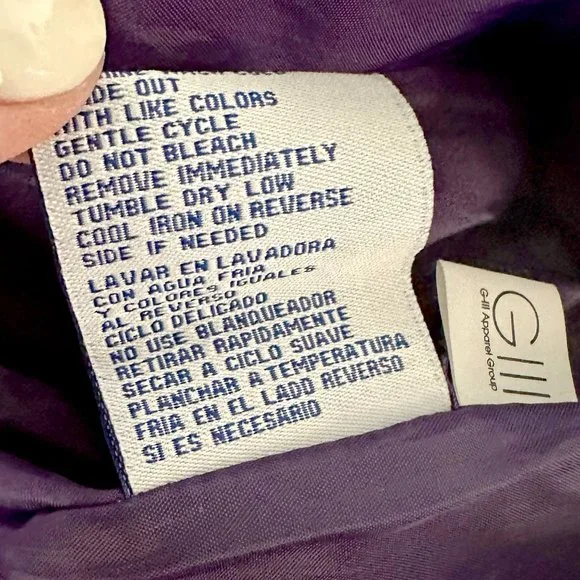 OUT
WITH LIKE COLORS
GENTLE CYCLE
DO NOT BLEACH
REMOVE IMMEDIATELY
TUMBLE DRY LOW
COOL IRON ON REVERSE
SIDE IF NEEDED
LAVAR EN LAVADORA
CON AGUA FRIA
Y COLORES IGUALES
AL REVERSO
CICLO DELICADO
NO USE BLANQUEADOR
RETIRAR RAPIDAMENTE
SECAR A CICLO SUAVE
PLANCHAR A TEMPERATURA
FRIA EN EL LADO REVERSO
SI ES NECESARIO
GIII
G-III Apparel Group